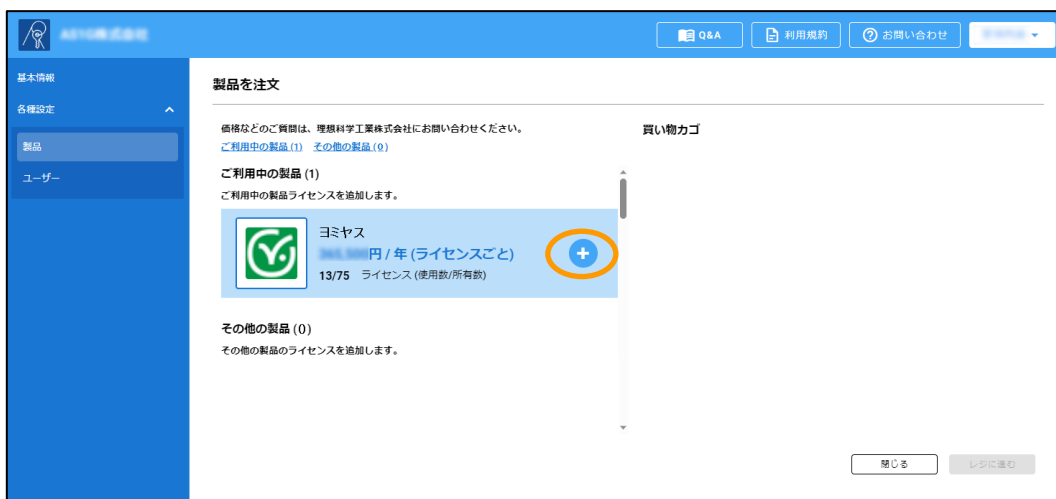 Q&A
利用規約
お問い合わせ
基本情報
各種設定
製品
ユーザー
製品を注文
価格などのご質問は、理想科学工業株式会社にお問い合わせください。
ご利用中の製品(1) その他の製品(0)
買い物カゴ
ご利用中の製品(1)
ご利用中の製品ライセンスを追加します。
ヨミヤス
円 / 年 (ライセンスごと)
13/75 ライセンス (使用数/所有数)
その他の製品(0)
その他の製品のライセンスを追加します。
閉じる
レジに進む